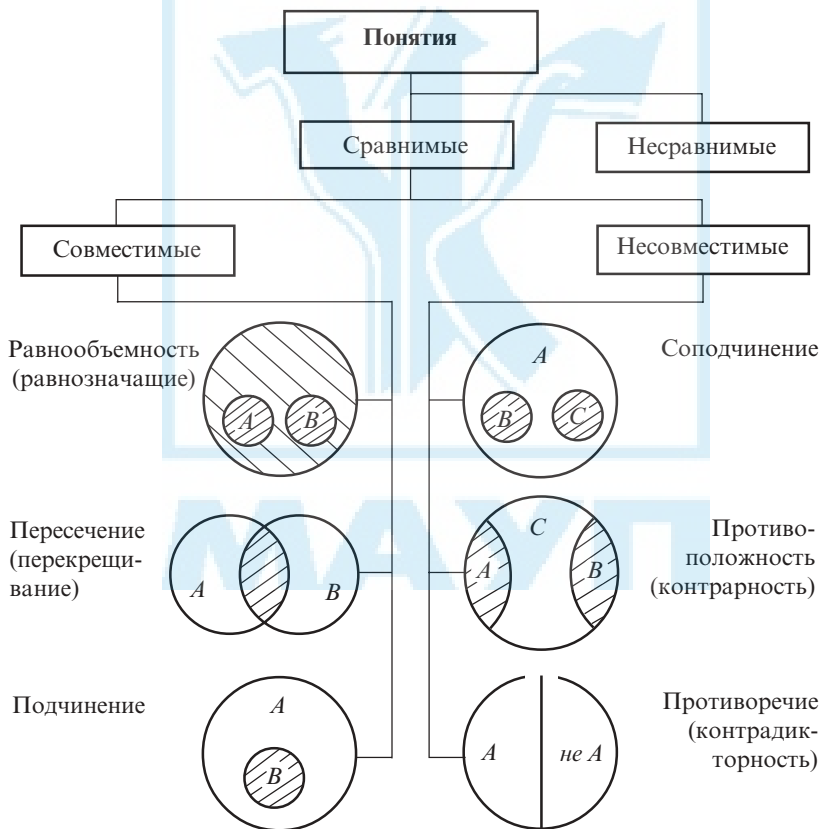 Понятия
Сравнимые
Несравнимые
Совместимые
Несовместимые
Равнообъемность
(равнозначащие)
A
B
A
B
C
Соподчинение
Пересечение
(перекрещи-
вание)
A
B
C
A
B
Противо-
положность
(контрарность)
Подчинение
A
B
A
не A
Противоречие
(контрадик-
торность)
МАУП